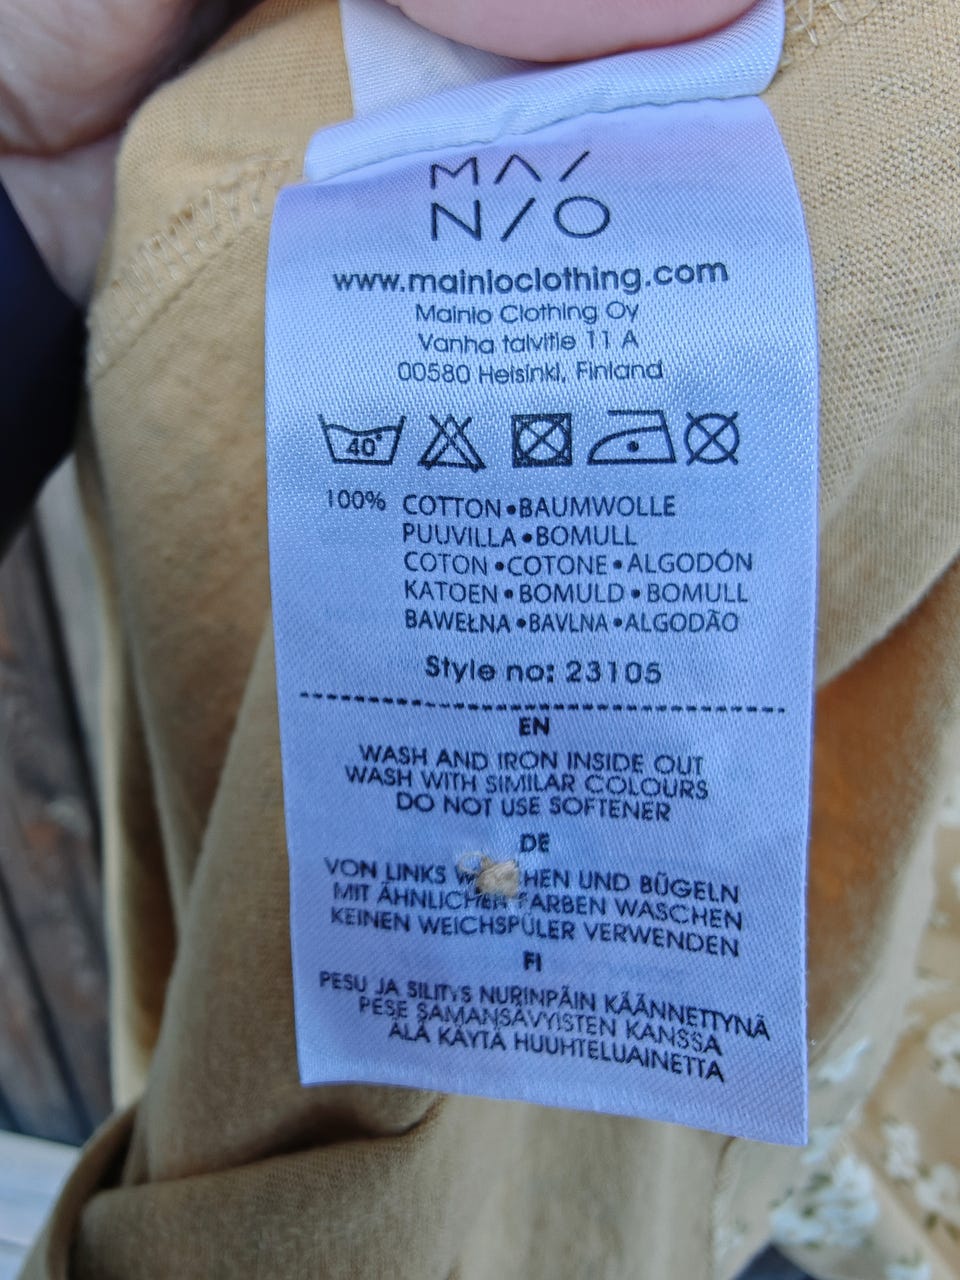 MA/
N/O
www.mainioclothing.com
Mainio Clothing Oy
Vanha talvitie 11 A
00580 Helsinki, Finland
40°
100% COTTON•BAUMWOLLE
PUUVILLA•BOMULL
COTON•COTONE•ALGODÓN
KATOEN•BOMULD•BOMULL
BAWEŁNA•BAVLNA•ALGODÃO
Style no: 23105
EN
WASH AND IRON INSIDE OUT
WASH WITH SIMILAR COLOURS
DO NOT USE SOFTENER
DE
VON LINKS UND BÜGELN
MIT ÄHNLICHEN FARBEN WASCHEN
KEINEN WEICHSPÜLER VERWENDEN
FI
PESU JA SILITYS NURINPÄIN KÄÄNNETTYNÄ
PESE SAMANSÄVYISTEN KANSSA
ÄLÄ KÄYTÄ HUUHTELUAINETTA